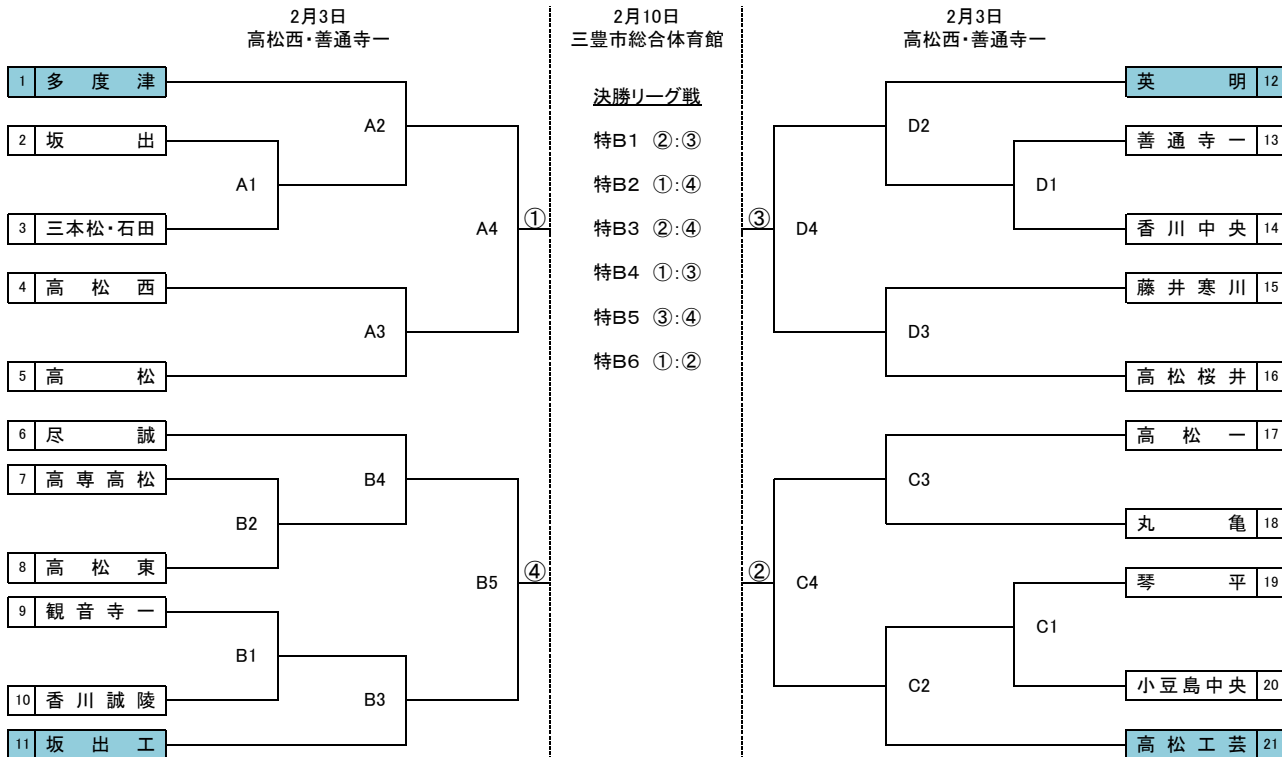 2月3日
高松西・善通寺一
2月10日
三豊市総合体育館
2月3日
高松西・善通寺一
決勝リーグ戦
特B1 ②:③
特B2 ①:④
特B3 ②:④
特B4 ①:③
特B5 ③:④
特B6 ①:②
1 多度津
2 坂出
3 三本松・石田
4 高松西
5 高松
6 尽誠
7 高専高松
8 高松東
9 観音寺一
10 香川誠陵
11 坂出工
A2
A1
A4
①
A3
B4
B2
B5
④
B1
B3
英明 12
善通寺一 13
香川中央 14
藤井寒川 15
高松桜井 16
高松一 17
丸亀 18
琴平 19
小豆島中央 20
高松工芸 21
D2
D1
③
D4
D3
C3
②
C4
C1
C2